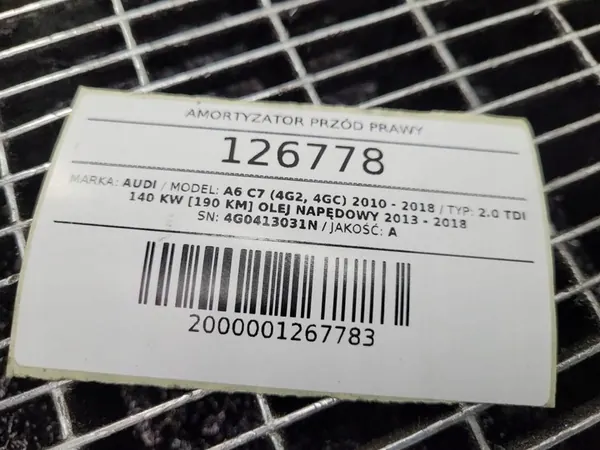 AMORTYZATOR PRZÓD PRAWY
126778
MARKA: AUDI / MODEL: A6 C7 (4G2, 4GC) 2010 - 2018 / TYP: 2.0 TDI
140 KW [190 KM] OLEJ NAPĘDOWY 2013 - 2018
SN: 4G0413031N / JAKOŚĆ: A
2000001267783